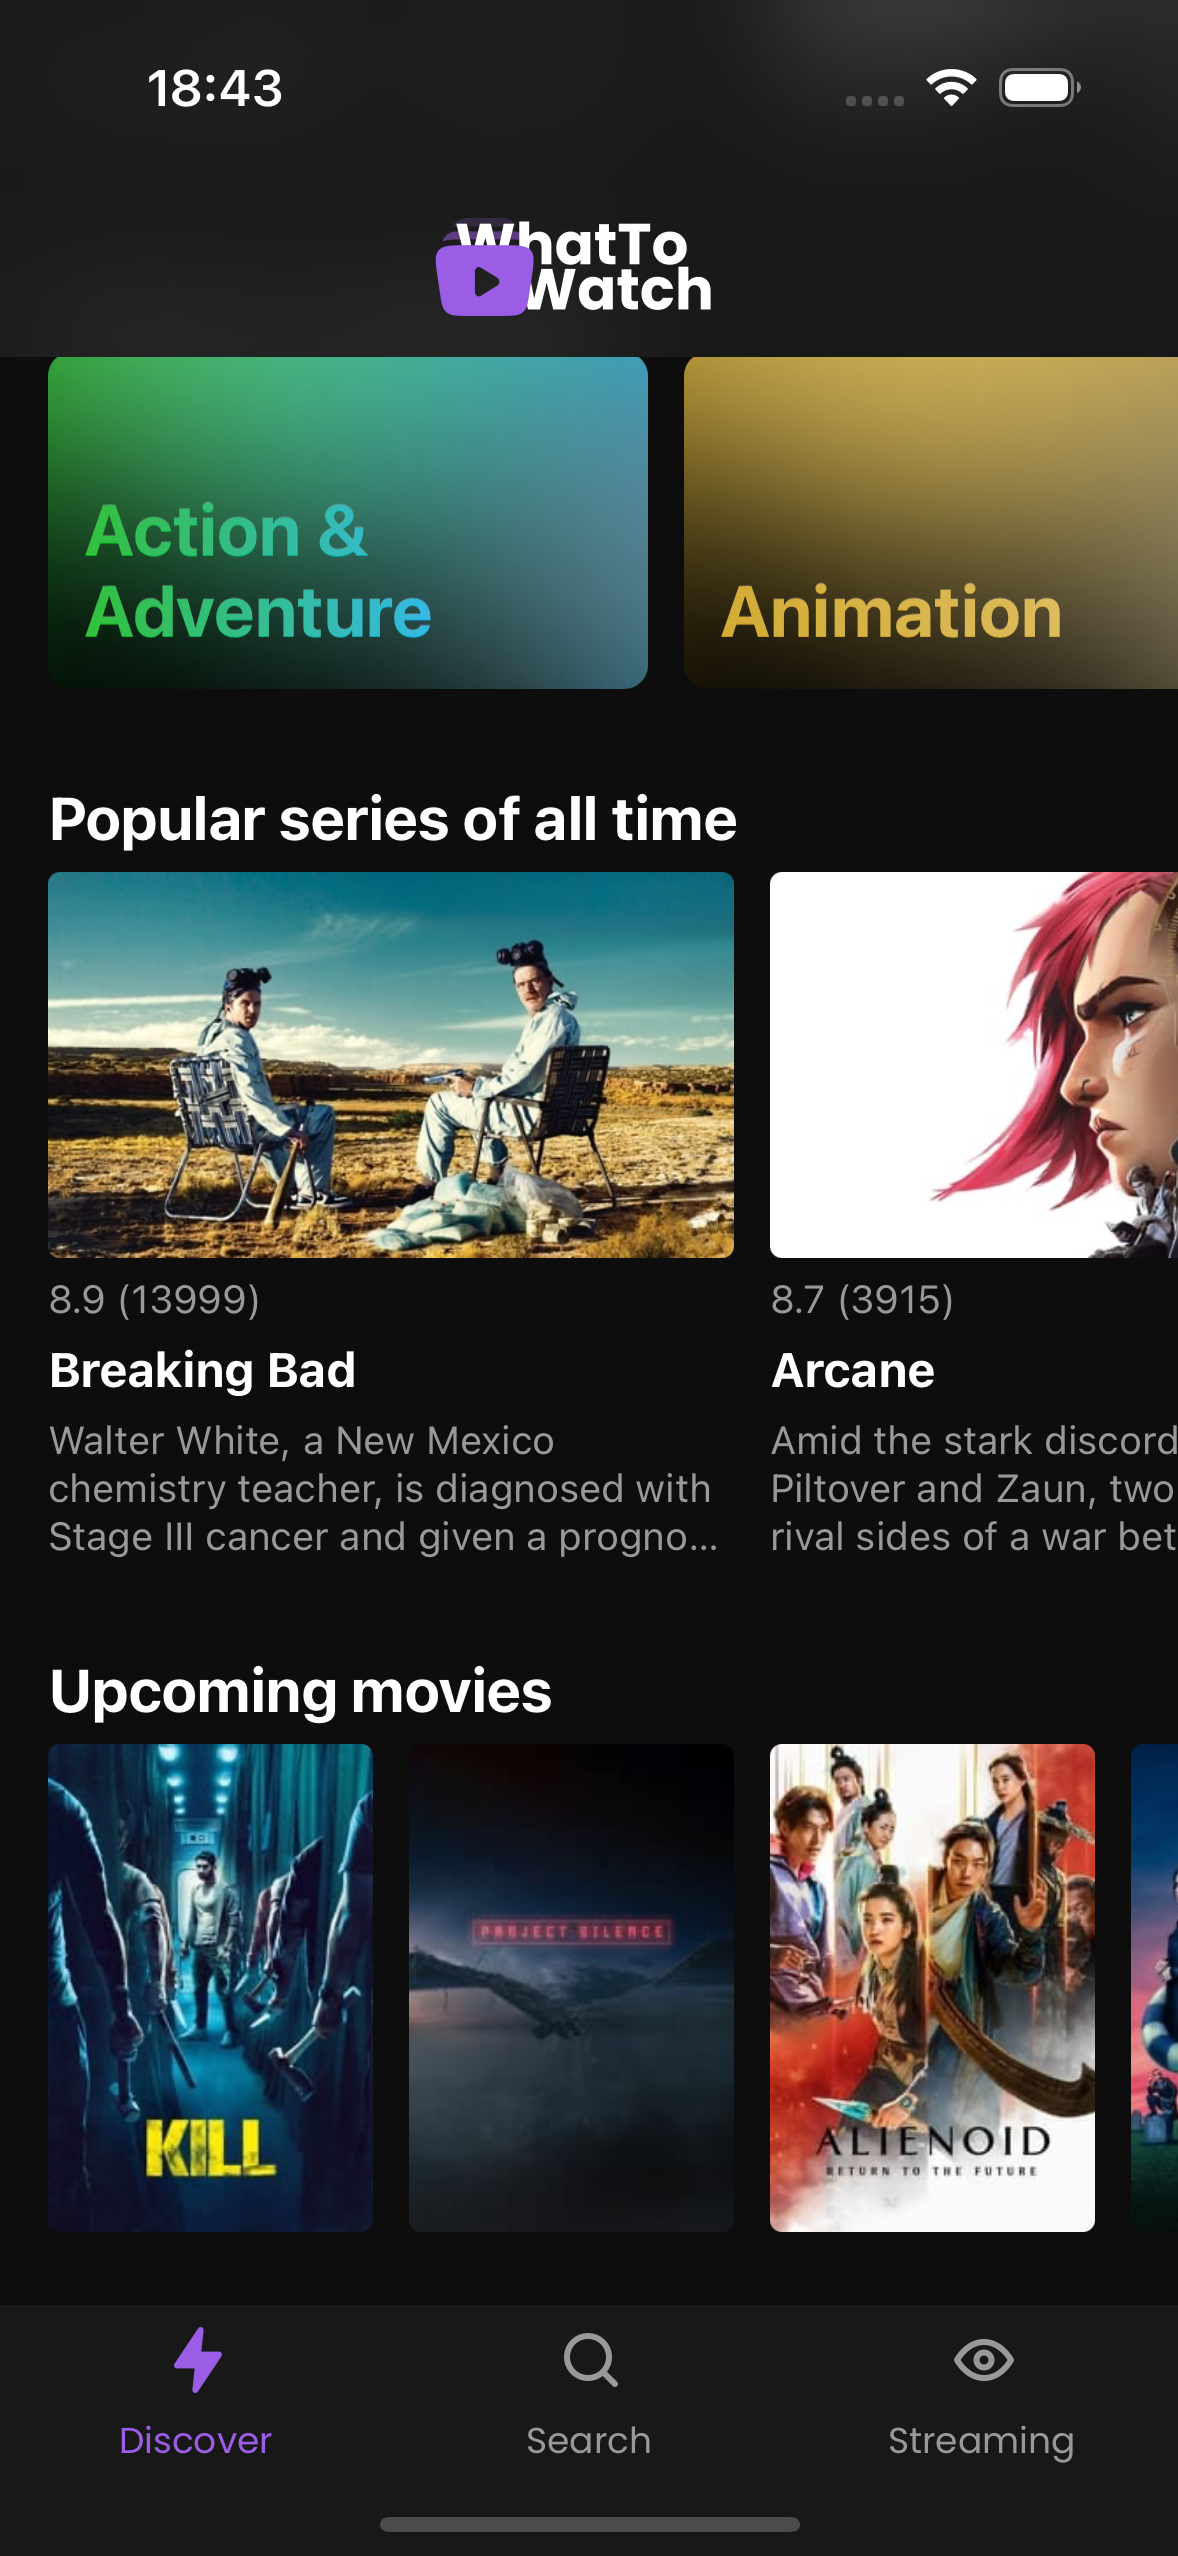 18:43
WhatTo
Watch
Action &
Adventure
Animation
Popular series of all time
8.9 (13999)
8.7 (3915)
Breaking Bad
Arcane
Walter White, a New Mexico
chemistry teacher, is diagnosed with
Stage III cancer and given a progno...
Amid the stark discord
Piltover and Zaun, two
rival sides of a war bet
Upcoming movies
KILL
PROJECT SILENCE
ALIENOID
RETURN TO THE FUTURE
Discover
Search
Streaming